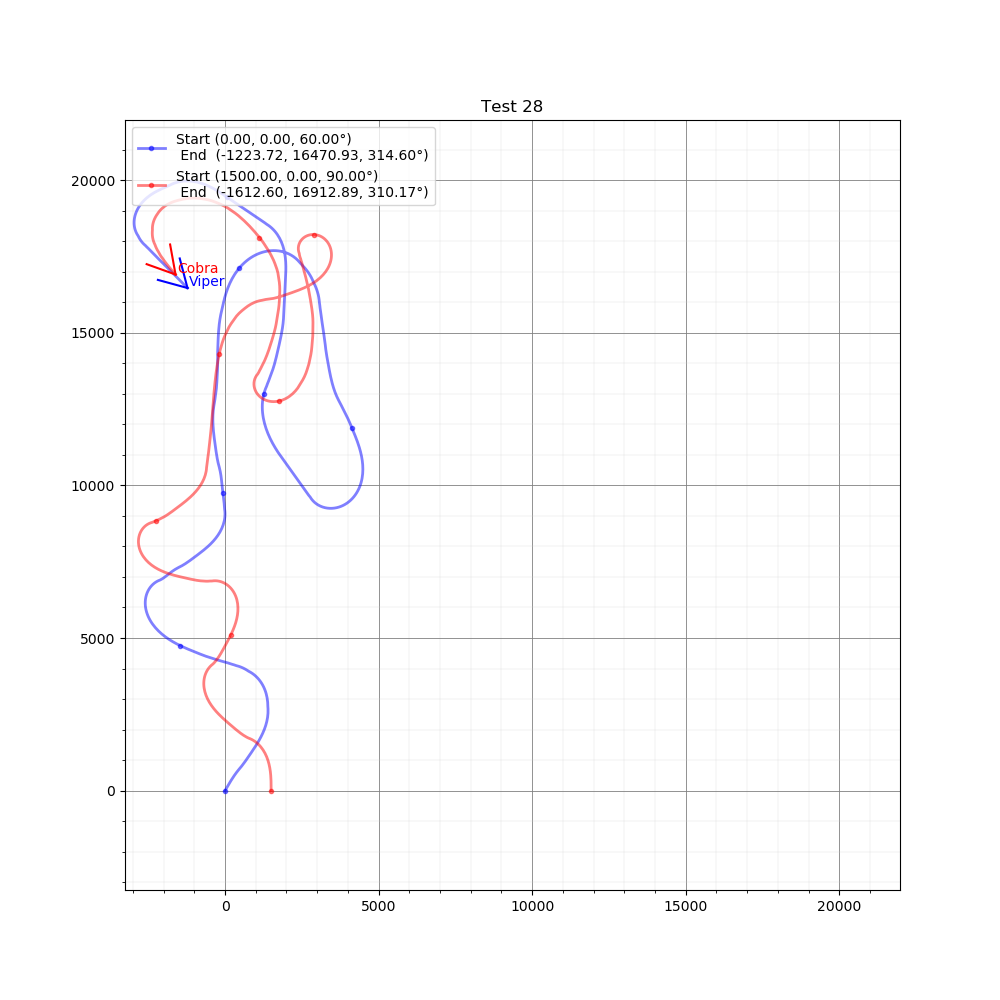 Test 28
Start (0.00, 0.00, 60.00°)
End  (-1223.72, 16470.93, 314.60°)
Start (1500.00, 0.00, 90.00°)
End  (-1612.60, 16912.89, 310.17°)
20000
Cobra
Viper
15000
10000
5000
0
0 5000 10000 15000 20000